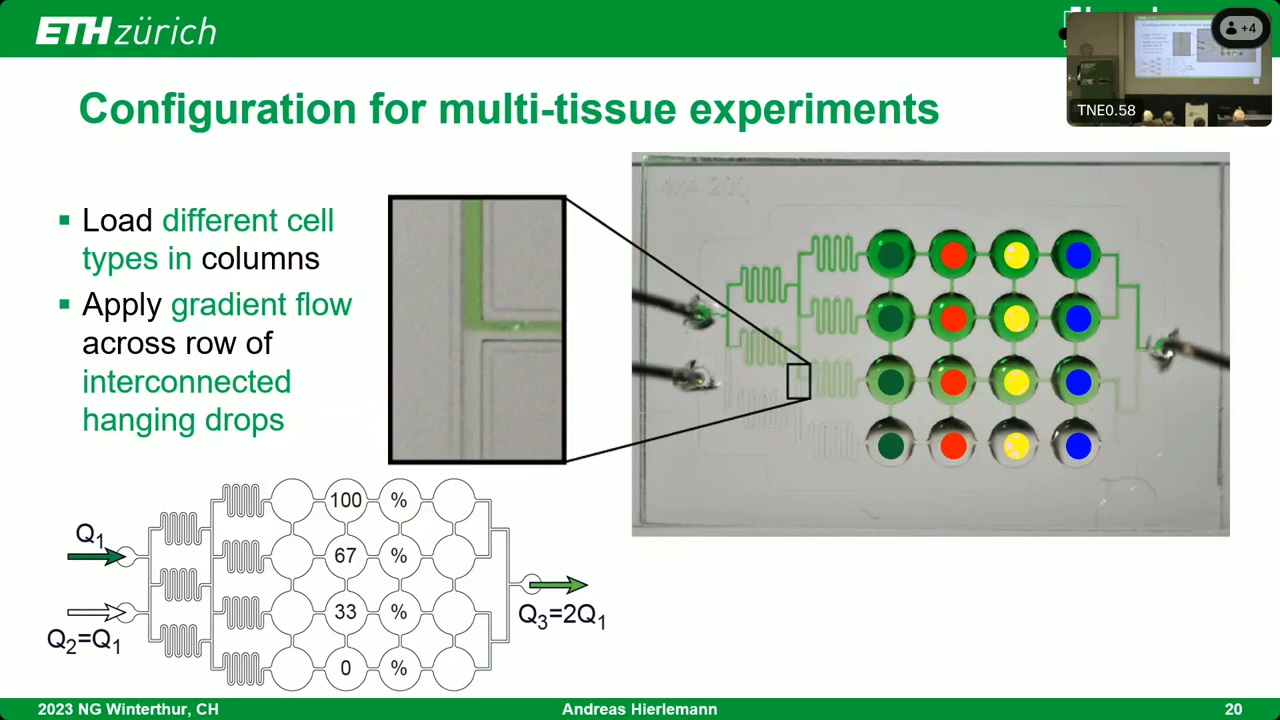 ETH zürich
+4
TNE0.58
Configuration for multi-tissue experiments
▪ Load different cell
types in columns
▪ Apply gradient flow
across row of
interconnected
hanging drops
4x4 200
Q1
Q2=Q1
100 %
67 %
33 %
0 %
Q3=2Q1
2023 NG Winterthur, CH
Andreas Hierlemann
20